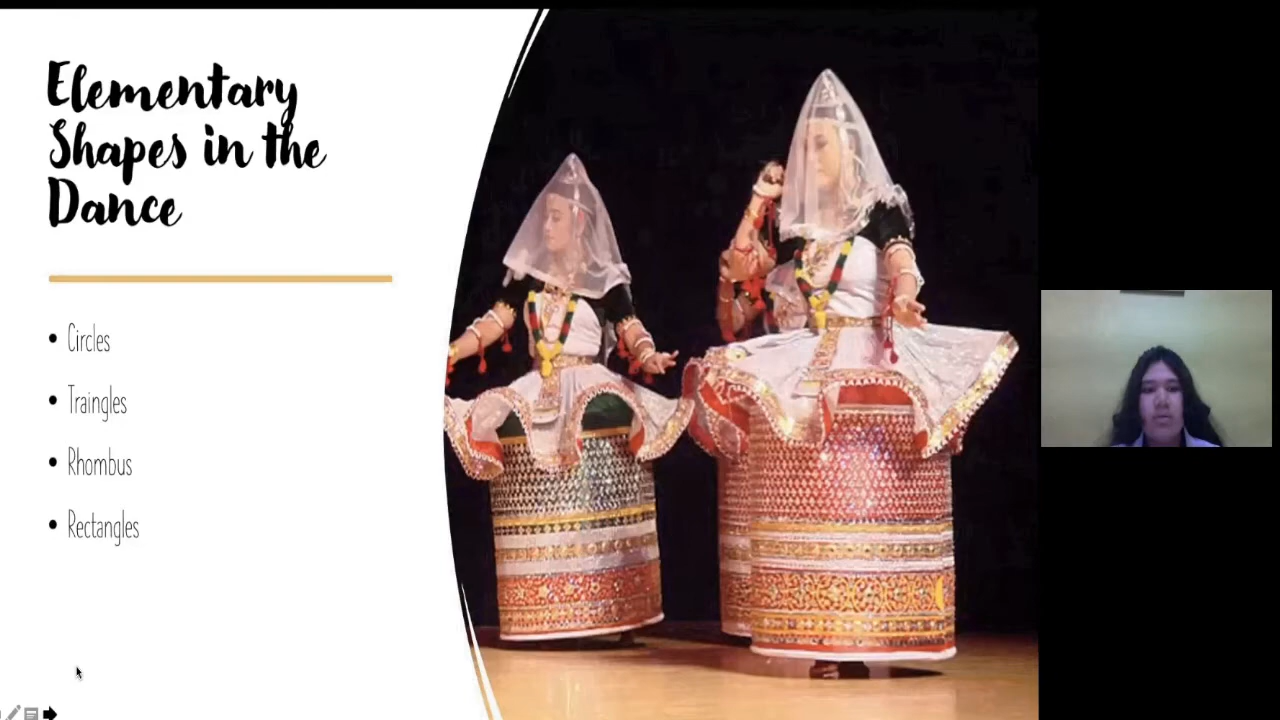 Elementary
Shapes in the
Dance
• Circles
• Traingles
• Rhombus
• Rectangles